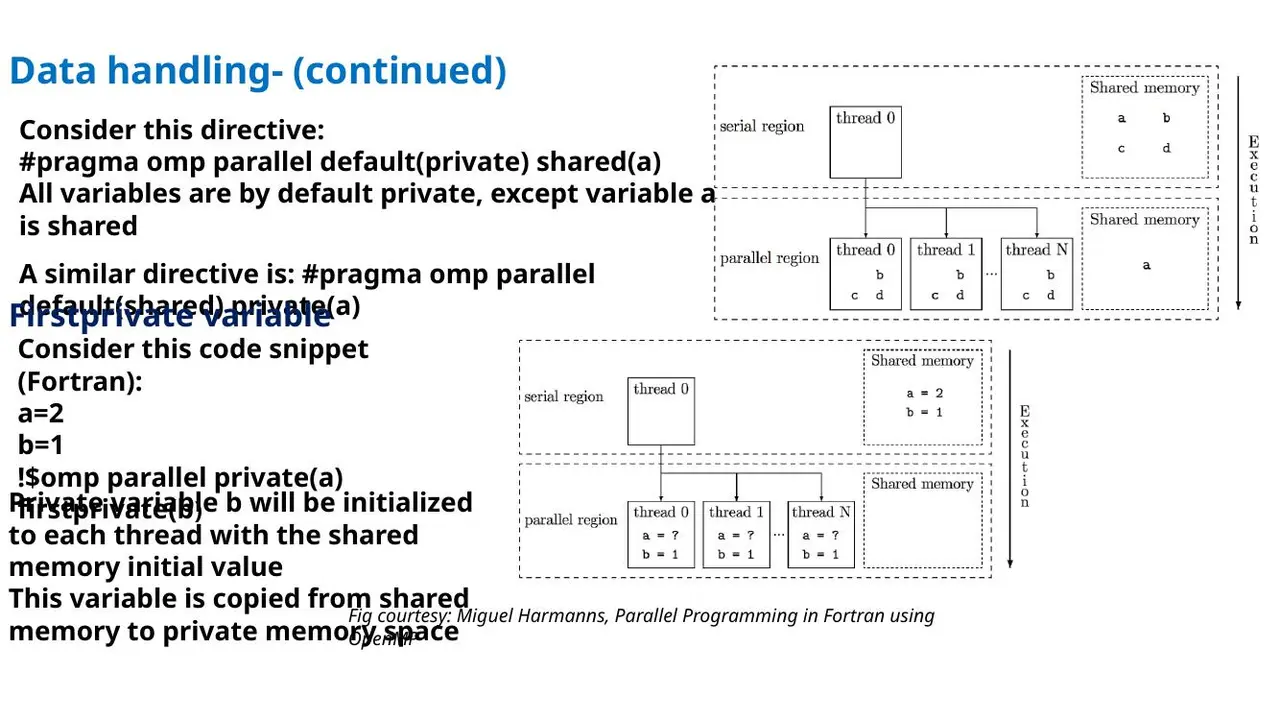 Data handling- (continued)
Consider this directive:
#pragma omp parallel default(private) shared(a)
All variables are by default private, except variable a
is shared
A similar directive is: #pragma omp parallel
default(shared) private(a)
Firstprivate variable
Consider this code snippet
(Fortran):
a=2
b=1
!$omp parallel private(a)
firstprivate(b)
Private variable b will be initialized
to each thread with the shared
memory initial value
This variable is copied from shared
memory to private memory space
serial region
thread 0
Shared memory
a b
c d
parallel region
thread 0
b
c d
thread 1
b
c d
...
thread N
b
c d
Shared memory
a
Execution
serial region
thread 0
Shared memory
a = 2
b = 1
parallel region
thread 0
a = ?
b = 1
thread 1
a = ?
b = 1
...
thread N
a = ?
b = 1
Shared memory
Execution
Fig courtesy: Miguel Harmanns, Parallel Programming in Fortran using
OpenMP